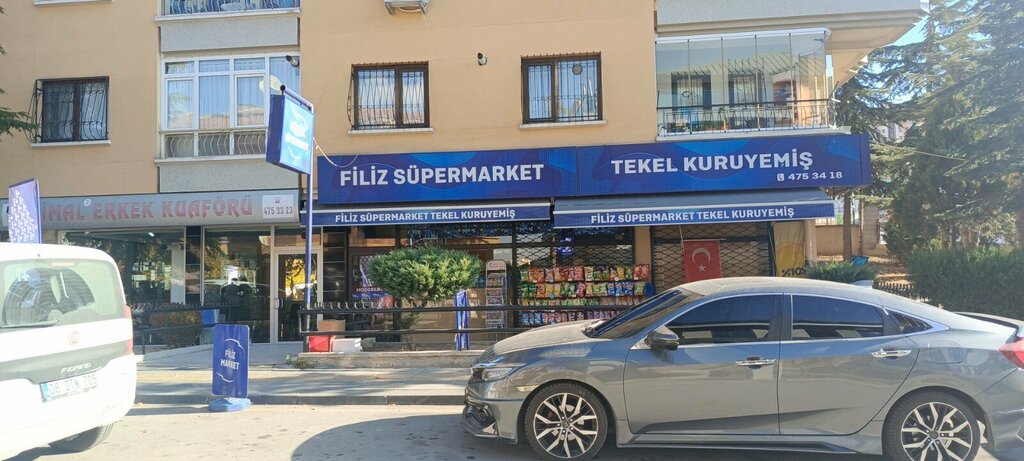 FİLİZ SÜPERMARKET
TEKEL KURUYEMİŞ
475 34 18
FİLİZ SÜPERMARKET TEKEL KURUYEMİŞ
FİLİZ SÜPERMARKET TEKEL KURUYEMİŞ
ERKEK KUAFÖRÜ
475 33 23
FİLİZ
MARKET